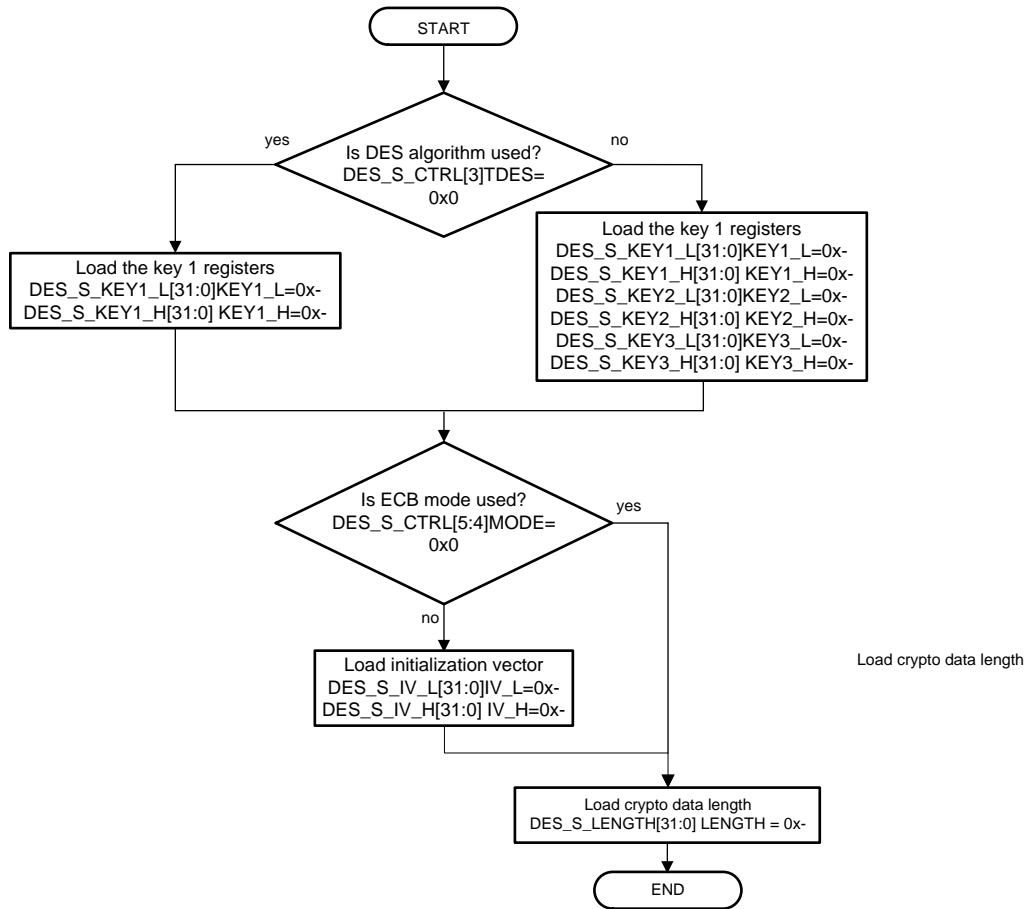 START
yes
no
Is DES algorithm used?
DES_S_CTRL[3]TDES=
0x0
Load the key 1 registers
DES_S_KEY1_L[31:0]KEY1_L=0x-
DES_S_KEY1_H[31:0] KEY1_H=0x-
Load the key 1 registers
DES_S_KEY1_L[31:0]KEY1_L=0x-
DES_S_KEY1_H[31:0] KEY1_H=0x-
DES_S_KEY2_L[31:0]KEY2_L=0x-
DES_S_KEY2_H[31:0] KEY2_H=0x-
DES_S_KEY3_L[31:0]KEY3_L=0x-
DES_S_KEY3_H[31:0] KEY3_H=0x-
Is ECB mode used?
DES_S_CTRL[5:4]MODE=
0x0
yes
no
Load initialization vector
DES_S_IV_L[31:0]IV_L=0x-
DES_S_IV_H[31:0] IV_H=0x-
Load crypto data length
Load crypto data length
DES_S_LENGTH[31:0] LENGTH = 0x-
END